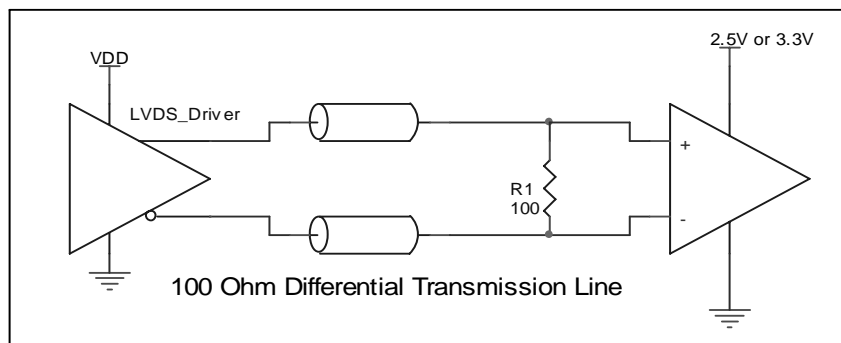 2.5V or 3.3V
VDD
LVDS_Driver
+
R1
100
-
100 Ohm Differential Transmission Line